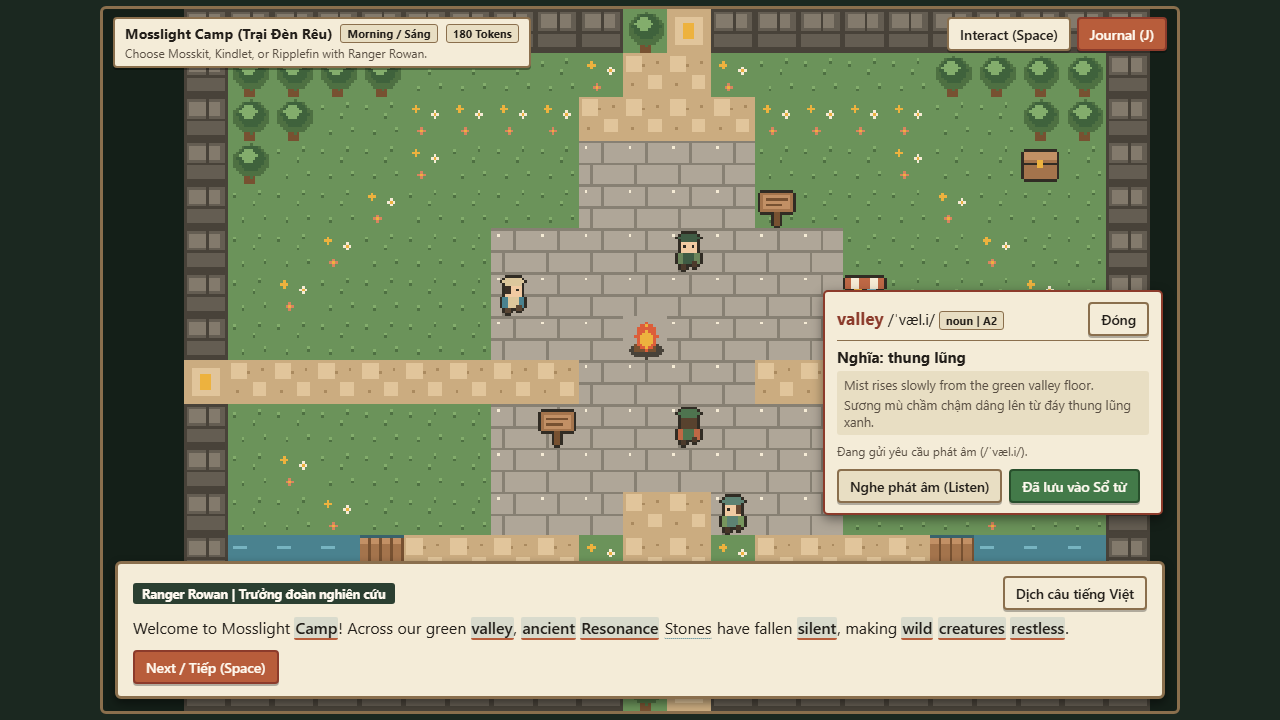 Mosslight Camp (Trại Đèn Rêu) Morning / Sáng 180 Tokens
Choose Mosskit, Kindlet, or Ripplefin with Ranger Rowan.
Interact (Space) Journal (J)
valley /ˈvæl.i/ noun | A2 Đóng
Nghĩa: thung lũng
Mist rises slowly from the green valley floor.
Sương mù chầm chậm dâng lên từ đáy thung lũng
xanh.
Đang gửi yêu cầu phát âm (/ˈvæl.i/).
Nghe phát âm (Listen) Đã lưu vào Sổ từ
Ranger Rowan | Trưởng đoàn nghiên cứu Dịch câu tiếng Việt
Welcome to Mosslight Camp! Across our green valley, ancient Resonance Stones have fallen silent, making wild creatures restless.
Next / Tiếp (Space)